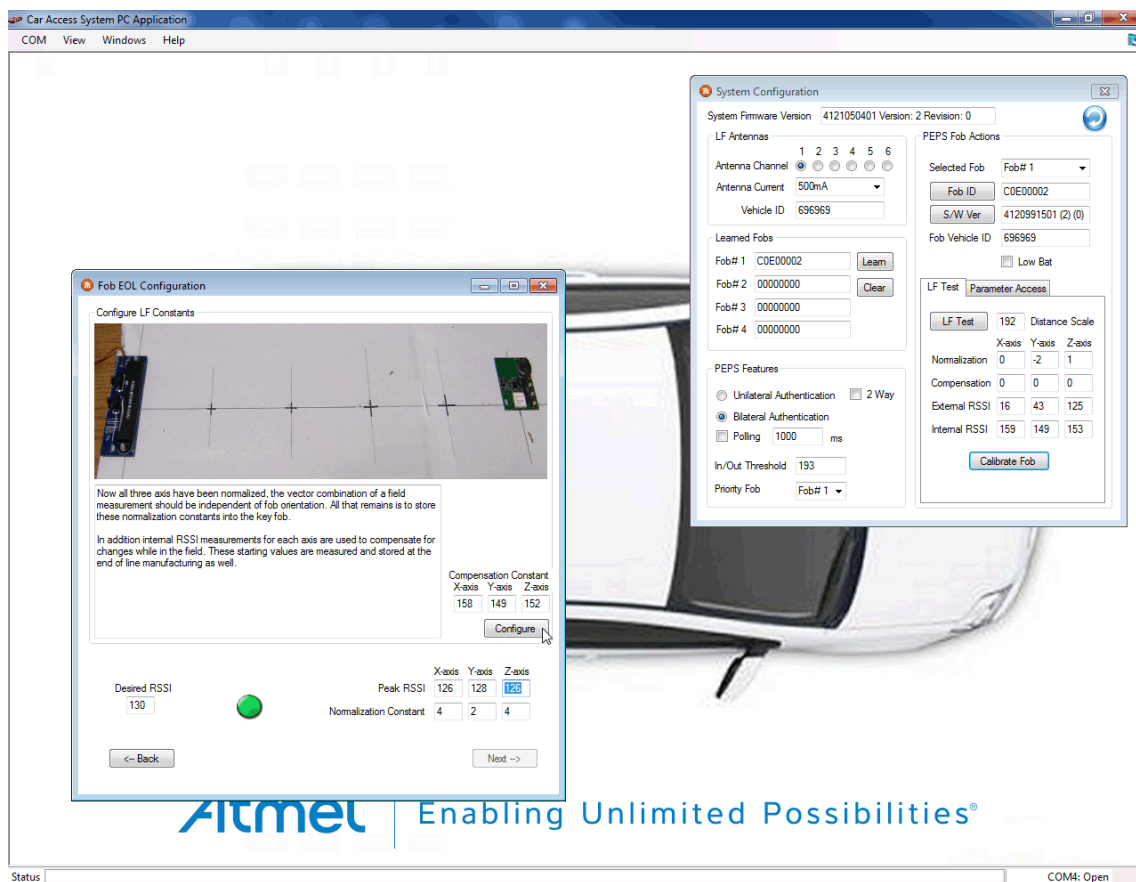 Car Access System PC Application
COM View Windows Help
System Configuration
System Firmware Version 4121050401 Version: 2 Revision: 0
LF Antennas
1 2 3 4 5 6
Antenna Channel
Antenna Current 500mA
Vehicle ID 696969
Learned Fobs
Fob# 1 C0E00002 Learn
Fob# 2 00000000 Clear
Fob# 3 00000000
Fob# 4 00000000
PEPS Features
Unilateral Authentication 2 Way
Bilateral Authentication
Polling 1000 ms
In/Out Threshold 193
Priority Fob Fob# 1
PEPS Fob Actions
Selected Fob Fob# 1
Fob ID C0E00002
S/W Ver 4120991501 (2) (0)
Fob Vehicle ID 696969
Low Bat
LF Test Parameter Access
LF Test 192 Distance Scale
X-axis Y-axis Z-axis
Normalization 0 -2 1
Compensation 0 0 0
External RSSI 16 43 125
Internal RSSI 159 149 153
Calibrate Fob
Fob EOL Configuration
Configure LF Constants
Now all three axis have been normalized, the vector combination of a field
measurement should be independent of fob orientation. All that remains is to store
these normalization constants into the key fob.
In addition internal RSSI measurements for each axis are used to compensate for
changes while in the field. These starting values are measured and stored at the
end of line manufacturing as well.
Compensation Constant
X-axis Y-axis Z-axis
158 149 152
Configure
X-axis Y-axis Z-axis
Desired RSSI Peak RSSI 126 128 126
130 Normalization Constant 4 2 4
<-- Back Next -->
Atmel Enabling Unlimited Possibilities®
Status COM4: Open